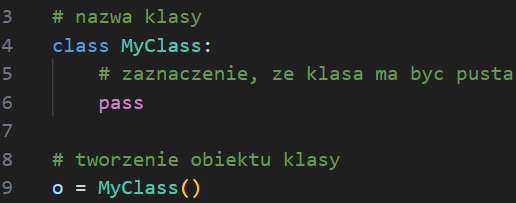 3 # nazwa klasy
4 class MyClass:
5     # zaznaczenie, ze klasa ma byc pusta
6     pass
7
8 # tworzenie obiektu klasy
9 o = MyClass()